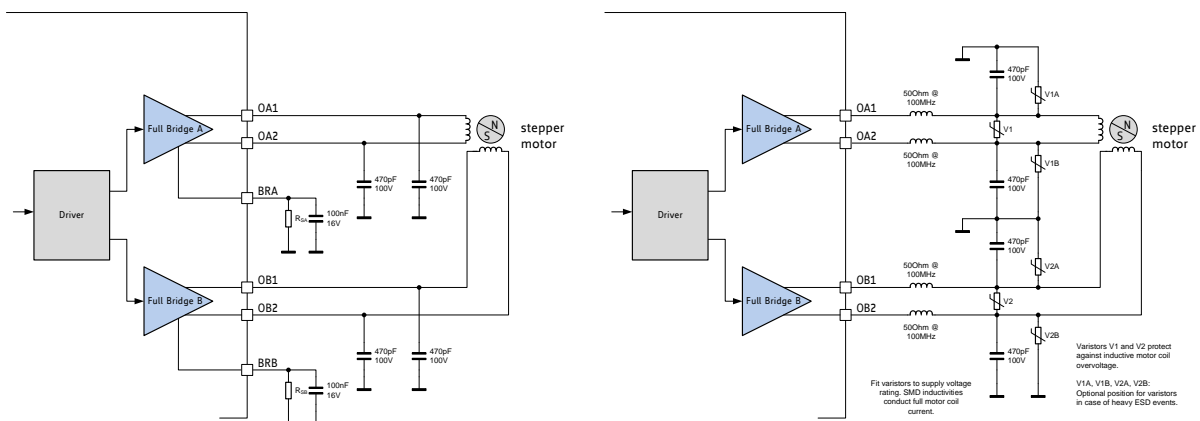 Driver
Full Bridge A
Full Bridge B
OA1
OA2
BRA
RSA
100nF
16V
470pF
100V
470pF
100V
N
S
stepper
motor
OB1
OB2
BRB
RSB
100nF
16V
470pF
100V
470pF
100V
Driver
Full Bridge A
Full Bridge B
OA1
OA2
50Ohm @
100MHz
50Ohm @
100MHz
470pF
100V
V1A
V1
V1B
470pF
100V
N
S
stepper
motor
OB1
OB2
50Ohm @
100MHz
50Ohm @
100MHz
470pF
100V
V2A
V2
V2B
470pF
100V
Fit varistors to supply voltage
rating. SMD inductivities
conduct full motor coil
current.
Varistors V1 and V2 protect
against inductive motor coil
overvoltage.
V1A, V1B, V2A, V2B:
Optional position for varistors
in case of heavy ESD events.